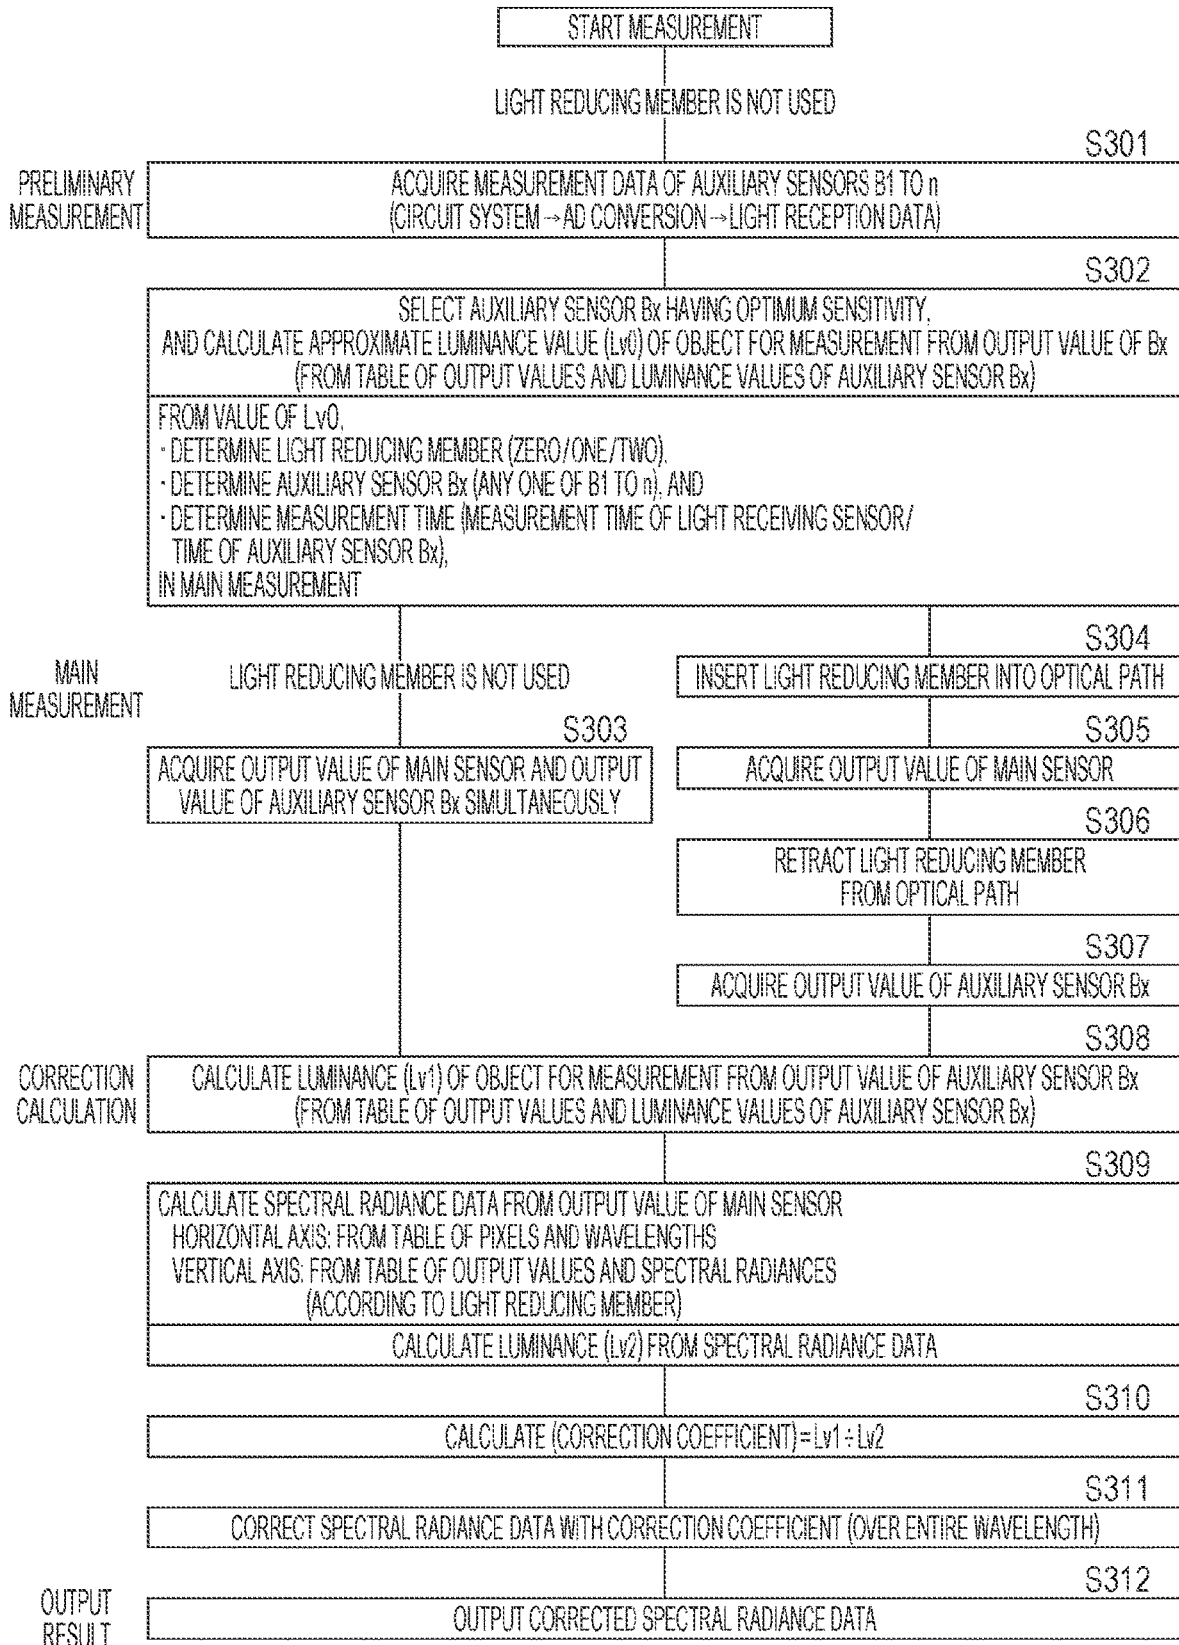 START MEASUREMENT
LIGHT REDUCING MEMBER IS NOT USED
S301
PRELIMINARY
MEASUREMENT
ACQUIRE MEASUREMENT DATA OF AUXILIARY SENSORS B1 TO n
(CIRCUIT SYSTEM→AD CONVERSION→LIGHT RECEPTION DATA)
S302
SELECT AUXILIARY SENSOR Bx HAVING OPTIMUM SENSITIVITY,
AND CALCULATE APPROXIMATE LUMINANCE VALUE (Lv0) OF OBJECT FOR MEASUREMENT FROM OUTPUT VALUE OF Bx
(FROM TABLE OF OUTPUT VALUES AND LUMINANCE VALUES OF AUXILIARY SENSOR Bx)
FROM VALUE OF Lv0,
・DETERMINE LIGHT REDUCING MEMBER (ZERO/ONE/TWO),
・DETERMINE AUXILIARY SENSOR Bx (ANY ONE OF B1 TO n), AND
・DETERMINE MEASUREMENT TIME (MEASUREMENT TIME OF LIGHT RECEIVING SENSOR/
TIME OF AUXILIARY SENSOR Bx),
IN MAIN MEASUREMENT
MAIN
MEASUREMENT
LIGHT REDUCING MEMBER IS NOT USED
S303
ACQUIRE OUTPUT VALUE OF MAIN SENSOR AND OUTPUT
VALUE OF AUXILIARY SENSOR Bx SIMULTANEOUSLY
S304
INSERT LIGHT REDUCING MEMBER INTO OPTICAL PATH
S305
ACQUIRE OUTPUT VALUE OF MAIN SENSOR
S306
RETRACT LIGHT REDUCING MEMBER
FROM OPTICAL PATH
S307
ACQUIRE OUTPUT VALUE OF AUXILIARY SENSOR Bx
S308
CORRECTION
CALCULATION
CALCULATE LUMINANCE (Lv1) OF OBJECT FOR MEASUREMENT FROM OUTPUT VALUE OF AUXILIARY SENSOR Bx
(FROM TABLE OF OUTPUT VALUES AND LUMINANCE VALUES OF AUXILIARY SENSOR Bx)
S309
CALCULATE SPECTRAL RADIANCE DATA FROM OUTPUT VALUE OF MAIN SENSOR
HORIZONTAL AXIS: FROM TABLE OF PIXELS AND WAVELENGTHS
VERTICAL AXIS: FROM TABLE OF OUTPUT VALUES AND SPECTRAL RADIANCES
(ACCORDING TO LIGHT REDUCING MEMBER)
CALCULATE LUMINANCE (Lv2) FROM SPECTRAL RADIANCE DATA
S310
CALCULATE (CORRECTION COEFFICIENT)=Lv1÷Lv2
S311
CORRECT SPECTRAL RADIANCE DATA WITH CORRECTION COEFFICIENT (OVER ENTIRE WAVELENGTH)
S312
OUTPUT
RESULT
OUTPUT CORRECTED SPECTRAL RADIANCE DATA